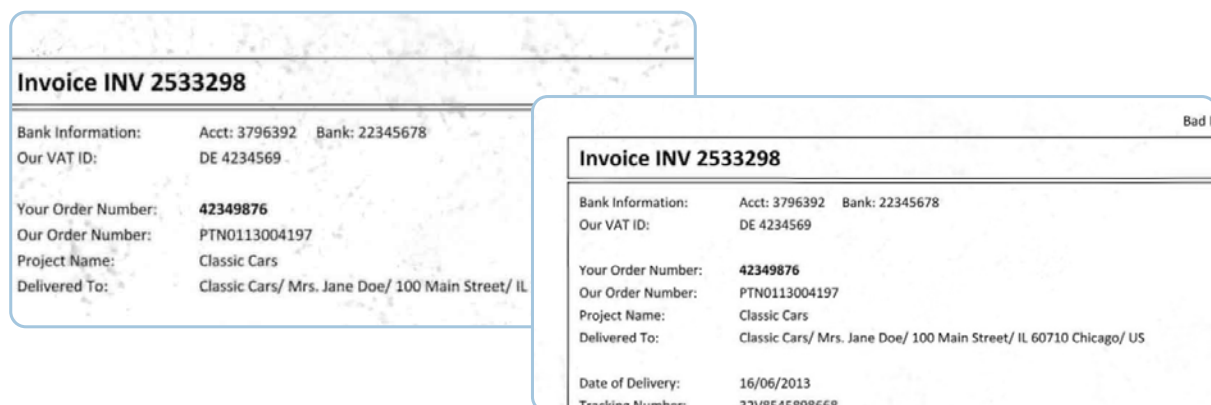 Invoice INV 2533298
Bank Information: Acct: 3796392 Bank: 22345678
Our VAT ID: DE 4234569
Your Order Number: 42349876
Our Order Number: PTN0113004197
Project Name: Classic Cars
Delivered To: Classic Cars/ Mrs. Jane Doe/ 100 Main Street/ IL
Bad
Invoice INV 2533298
Bank Information: Acct: 3796392 Bank: 22345678
Our VAT ID: DE 4234569
Your Order Number: 42349876
Our Order Number: PTN0113004197
Project Name: Classic Cars
Delivered To: Classic Cars/ Mrs. Jane Doe/ 100 Main Street/ IL 60710 Chicago/ US
Date of Delivery: 16/06/2013
Tracking Number: